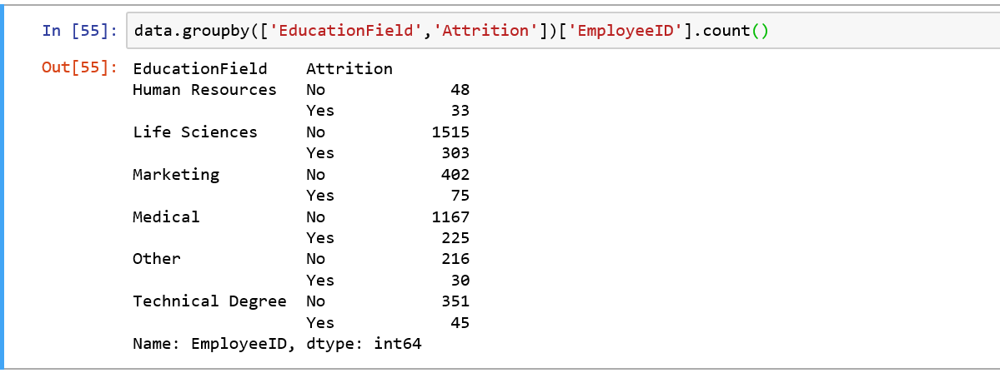 In [55]: data.groupby(['EducationField','Attrition'])['EmployeeID'].count()
Out[55]: EducationField    Attrition
Human Resources   No             48
                  Yes            33
Life Sciences     No           1515
                  Yes           303
Marketing         No            402
                  Yes            75
Medical           No           1167
                  Yes           225
Other             No            216
                  Yes            30
Technical Degree  No            351
                  Yes            45
Name: EmployeeID, dtype: int64